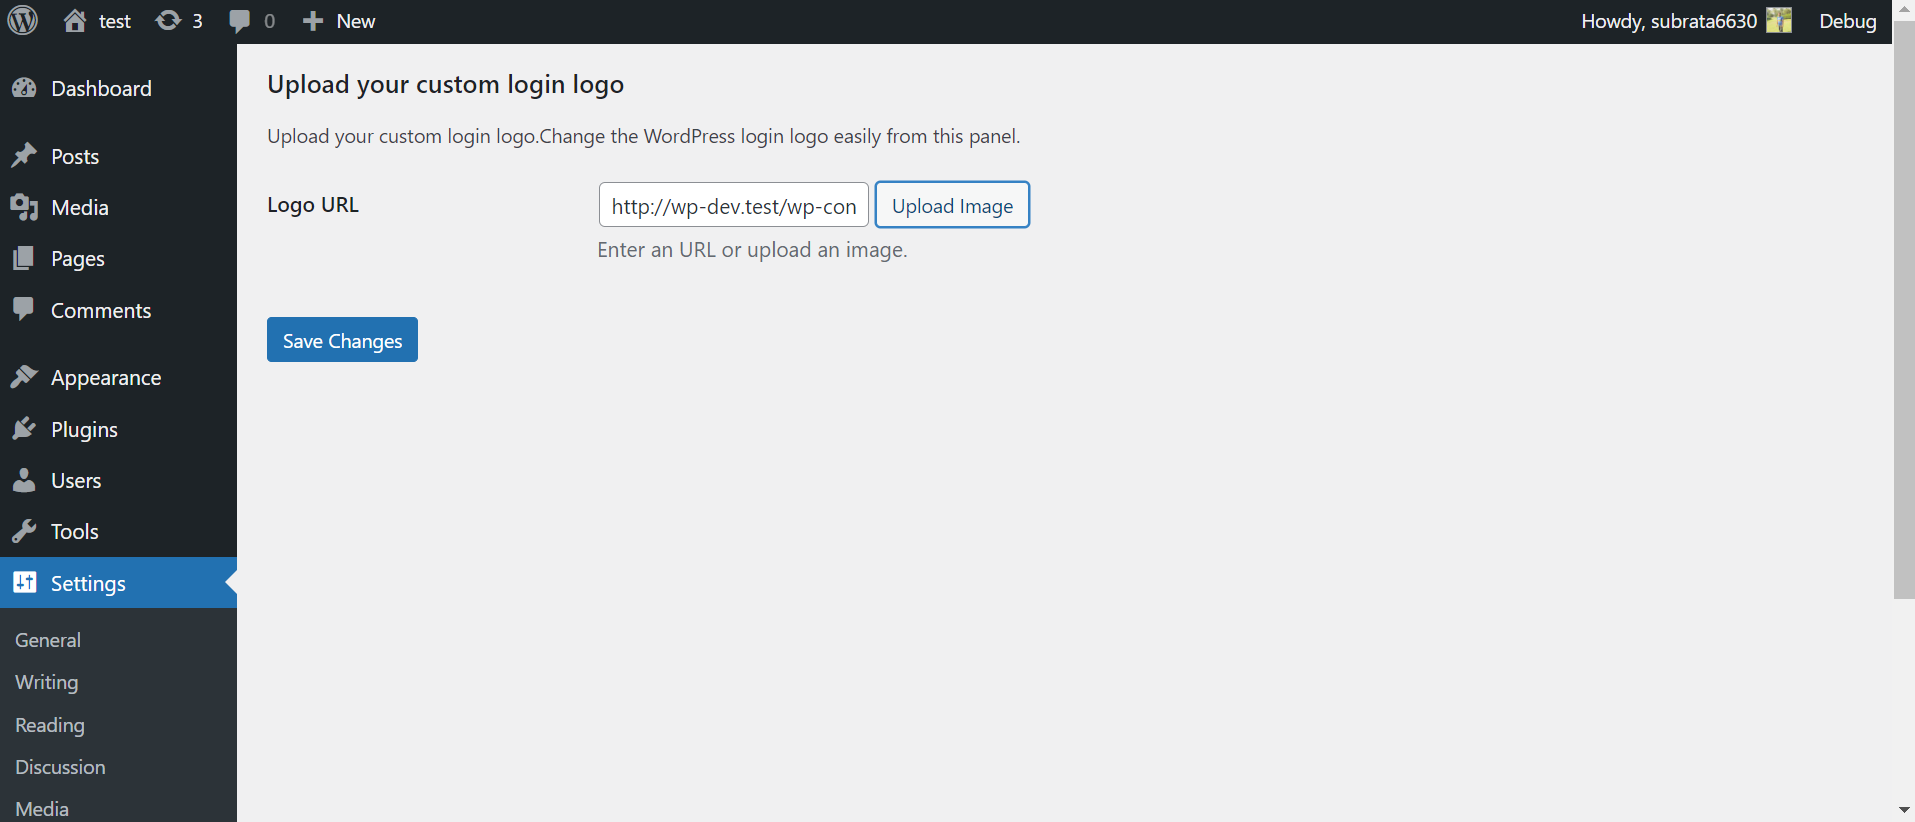 test 3 0 New Howdy, subrata6630 Debug
Dashboard
Posts
Media
Pages
Comments
Appearance
Plugins
Users
Tools
Settings
General
Writing
Reading
Discussion
Media
Upload your custom login logo
Upload your custom login logo.Change the WordPress login logo easily from this panel.
Logo URL http://wp-dev.test/wp-con Upload Image
Enter an URL or upload an image.
Save Changes